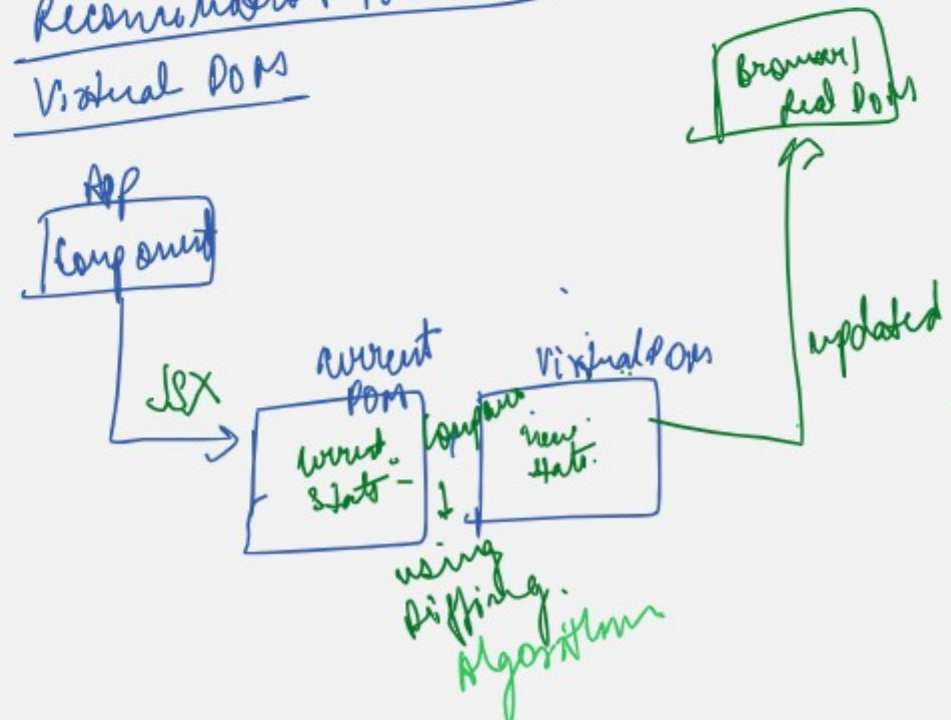 Virtual DOM
Browser/
Real DOM
App
Component
JSX
current
DOM
Current
State
Compare
Virtual DOM
New
State
updated
using
Diffing.
Algorithm